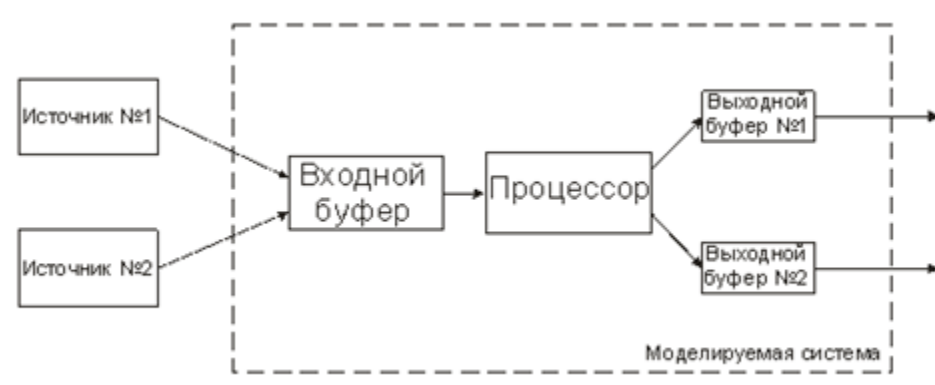 Источник №1
Источник №2
Входной
буфер
Процессор
Выходной
буфер №1
Выходной
буфер №2
Моделируемая система